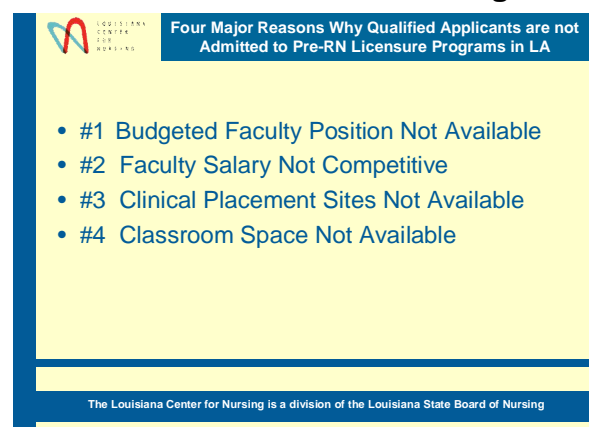 LOUISIANA
CENTER
FOR
NURSING
Four Major Reasons Why Qualified Applicants are not
Admitted to Pre-RN Licensure Programs in LA
• #1 Budgeted Faculty Position Not Available
• #2 Faculty Salary Not Competitive
• #3 Clinical Placement Sites Not Available
• #4 Classroom Space Not Available
The Louisiana Center for Nursing is a division of the Louisiana State Board of Nursing